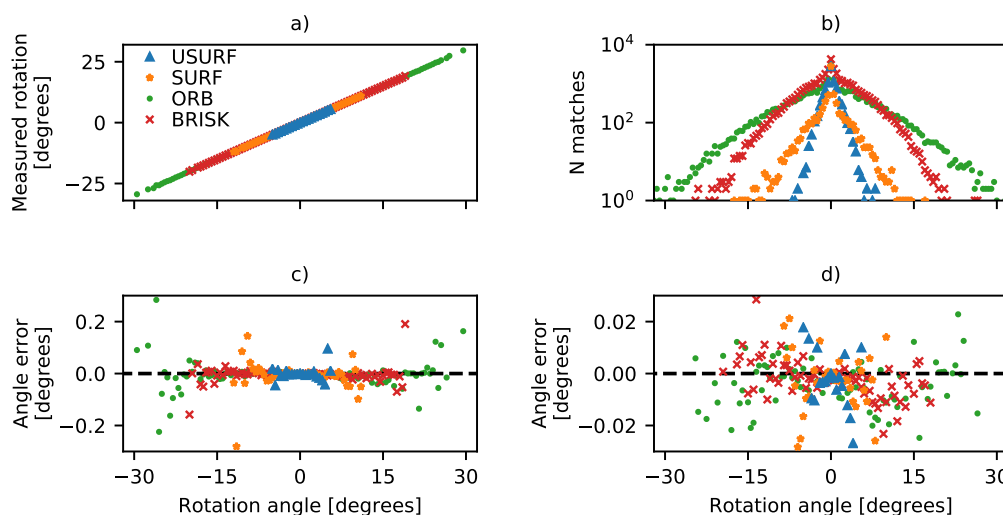 a)
Measured rotation
[degrees]
25
0
−25
USURF
SURF
ORB
BRISK
b)
N matches
10^4
10^2
10^0
c)
Angle error
[degrees]
0.2
0.0
−0.2
−30 −15 0 15 30
Rotation angle [degrees]
d)
Angle error
[degrees]
0.02
0.00
−0.02
−30 −15 0 15 30
Rotation angle [degrees]